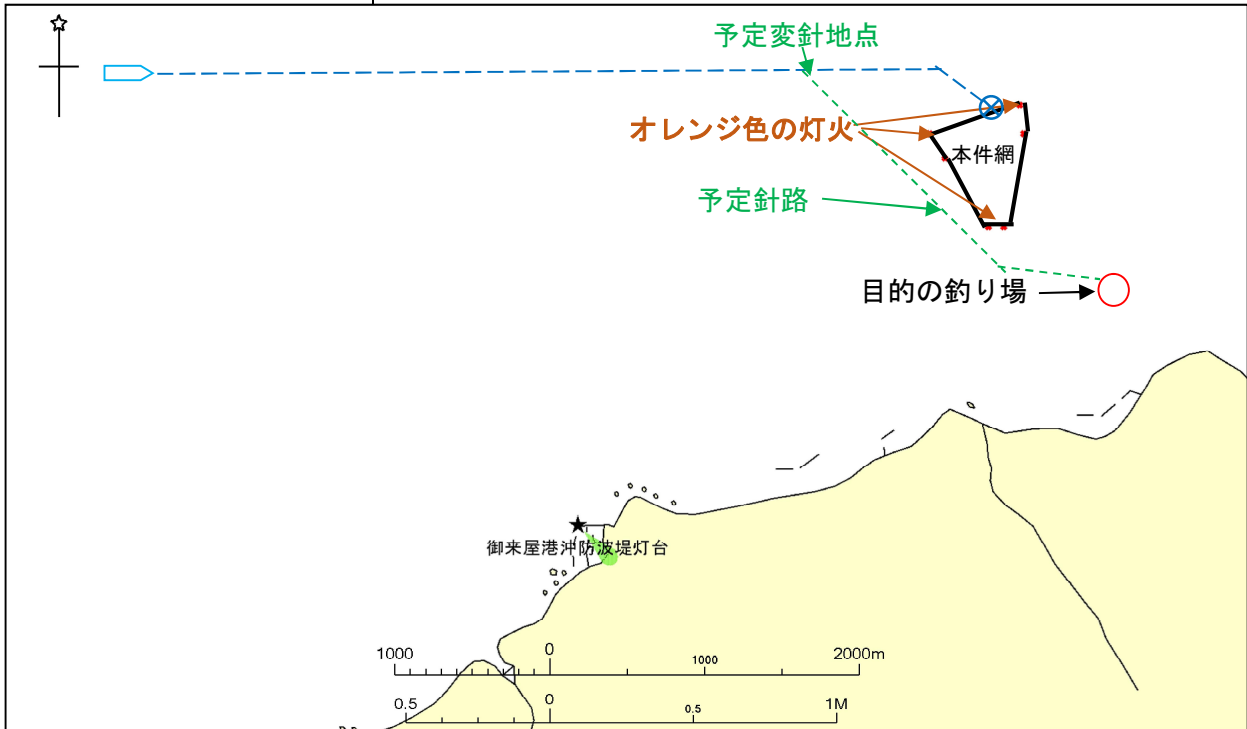 予定変針地点
オレンジ色の灯火
本件網
予定針路
目的の釣り場
御来屋港沖防波堤灯台
1000 0 1000 2000m
0.5 0 0.5 1M